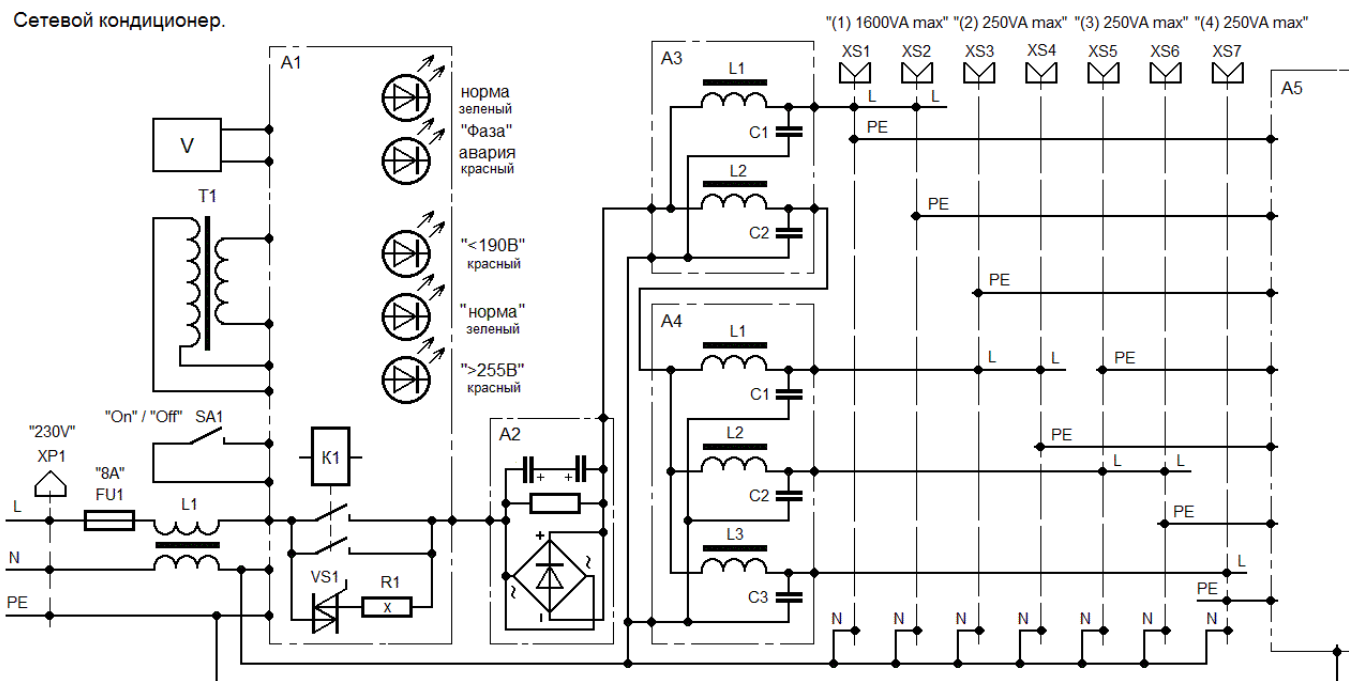 Сетевой кондиционер.
"(1) 1600VA max" "(2) 250VA max" "(3) 250VA max" "(4) 250VA max"
XS1 XS2 XS3 XS4 XS5 XS6 XS7
A1
A3
A5
L1
L L
C1
PE
норма
зеленый
"Фаза"
авария
красный
V
T1
L2
C2
PE
"<190В"
красный
"норма"
зеленый
">255В"
красный
PE
A4
L1
L L
PE
C1
"On" / "Off" SA1
"230V"
XP1
"8A"
FU1
L1
K1
A2
+ +
L2
PE
L L
C2
L
N
PE
VS1
R1
X
+
~ ~
−
L3
PE
L
C3
PE
N N N N N N N